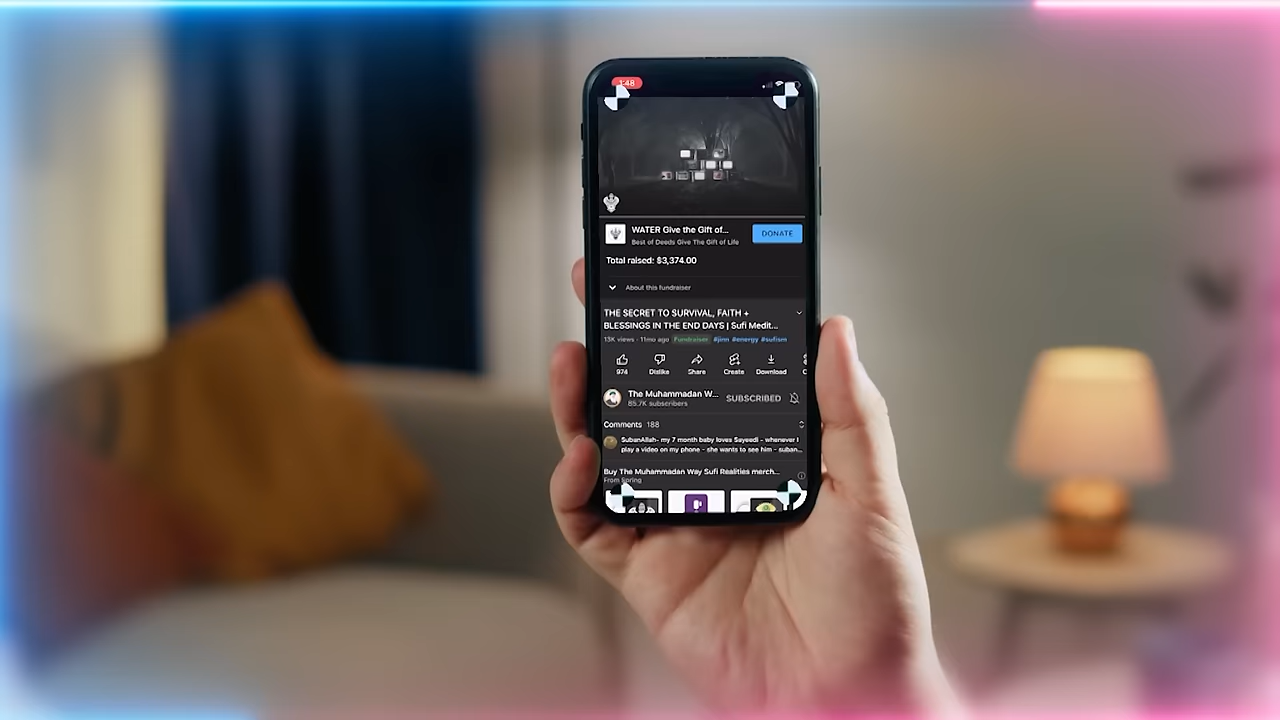 1:48
WATER Give the Gift of...
Best of Deeds Give The Gift of Life
DONATE
Total raised: $3,374.00
About this fundraiser
THE SECRET TO SURVIVAL, FAITH +
BLESSINGS IN THE END DAYS | Sufi Medit...
13K views · 11mo ago Fundraiser #jinn #energy #sufism
974 Dislike Share Create Download
The Muhammadan W...
85.7K subscribers
SUBSCRIBED
Comments 188
SubanAllah- my 7 month baby loves Sayeedi - whenever I
play a video on my phone - she wants to see him - suban...
Buy The Muhammadan Way Sufi Realities merch...
From Spring